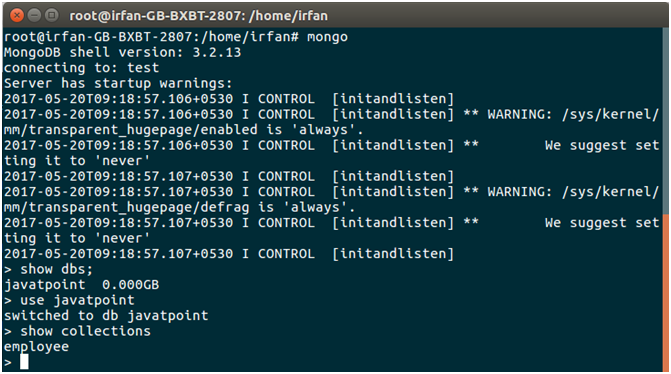 root@irfan-GB-BXBT-2807: /home/irfan
root@irfan-GB-BXBT-2807:/home/irfan# mongo
MongoDB shell version: 3.2.13
connecting to: test
Server has startup warnings:
2017-05-20T09:18:57.106+0530 I CONTROL  [initandlisten]
2017-05-20T09:18:57.106+0530 I CONTROL  [initandlisten] ** WARNING: /sys/kernel/
mm/transparent_hugepage/enabled is 'always'.
2017-05-20T09:18:57.106+0530 I CONTROL  [initandlisten] **        We suggest set
ting it to 'never'
2017-05-20T09:18:57.107+0530 I CONTROL  [initandlisten]
2017-05-20T09:18:57.107+0530 I CONTROL  [initandlisten] ** WARNING: /sys/kernel/
mm/transparent_hugepage/defrag is 'always'.
2017-05-20T09:18:57.107+0530 I CONTROL  [initandlisten] **        We suggest set
ting it to 'never'
2017-05-20T09:18:57.107+0530 I CONTROL  [initandlisten]
> show dbs;
javatpoint  0.000GB
> use javatpoint
switched to db javatpoint
> show collections
employee
>